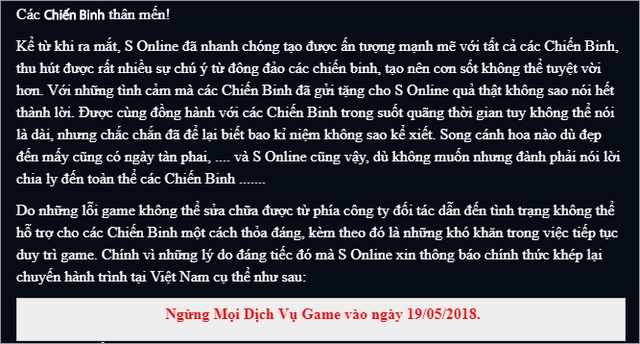 Các Chiến Binh thân mến!
Kể từ khi ra mắt, S Online đã nhanh chóng tạo được ấn tượng mạnh mẽ với tất cả các Chiến Binh,
thu hút được rất nhiều sự chú ý từ đông đảo các chiến binh, tạo nên cơn sốt không thể tuyệt vời
hơn. Với những tình cảm mà các Chiến Binh đã gửi tặng cho S Online quả thật không sao nói hết
thành lời. Được cùng đồng hành với các Chiến Binh trong suốt quãng thời gian tuy không thể nói
là dài, nhưng chắc chắn đã để lại biết bao kỉ niệm không sao kể xiết. Song cánh hoa nào dù đẹp
đến mấy cũng có ngày tàn phai, .... và S Online cũng vậy, dù không muốn nhưng đành phải nói lời
chia ly đến toàn thể các Chiến Binh .......
Do những lỗi game không thể sửa chữa được từ phía công ty đối tác dẫn đến tình trạng không thể
hỗ trợ cho các Chiến Binh một cách thỏa đáng, kèm theo đó là những khó khăn trong việc tiếp tục
duy trì game. Chính vì những lý do đáng tiếc đó mà S Online xin thông báo chính thức khép lại
chuyến hành trình tại Việt Nam cụ thể như sau:
Ngừng Mọi Dịch Vụ Game vào ngày 19/05/2018.